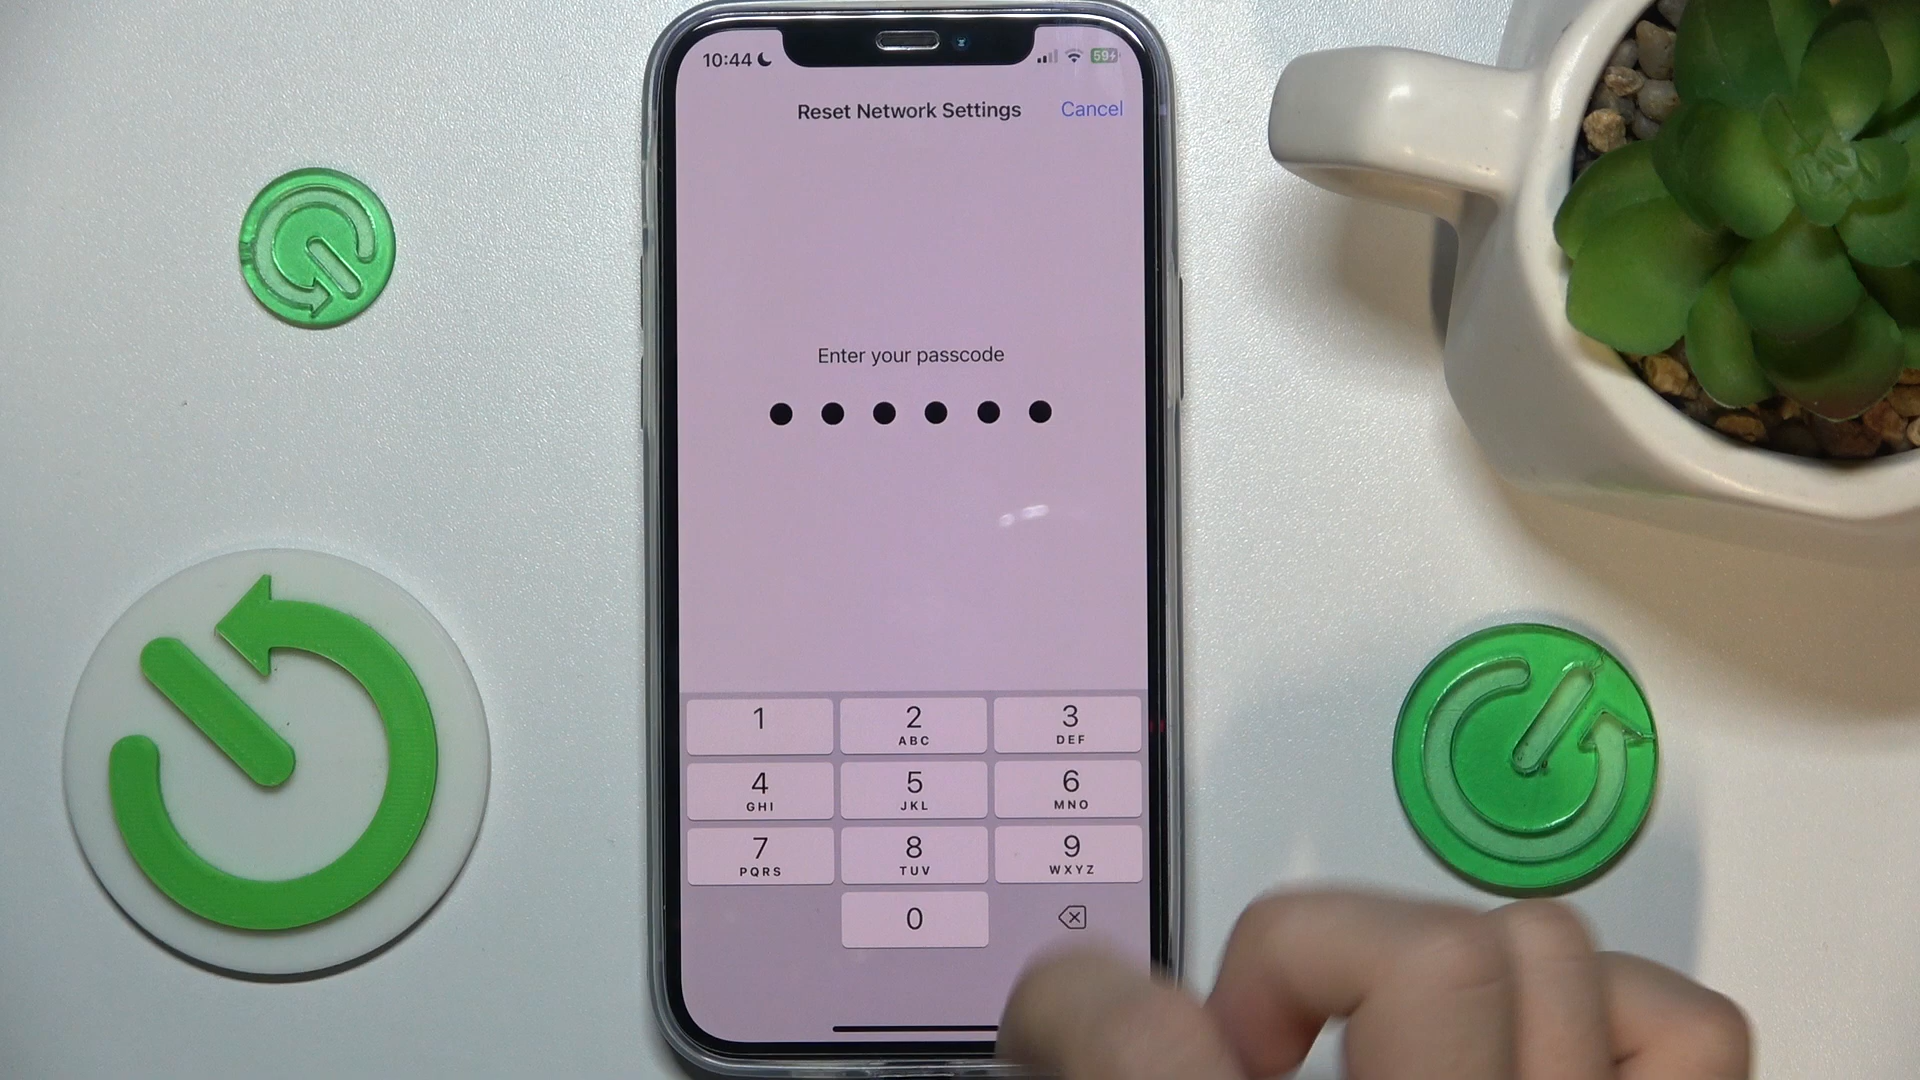 10:44
59
Reset Network Settings
Cancel
Enter your passcode
1
2
ABC
3
DEF
4
GHI
5
JKL
6
MNO
7
PQRS
8
TUV
9
WXYZ
0